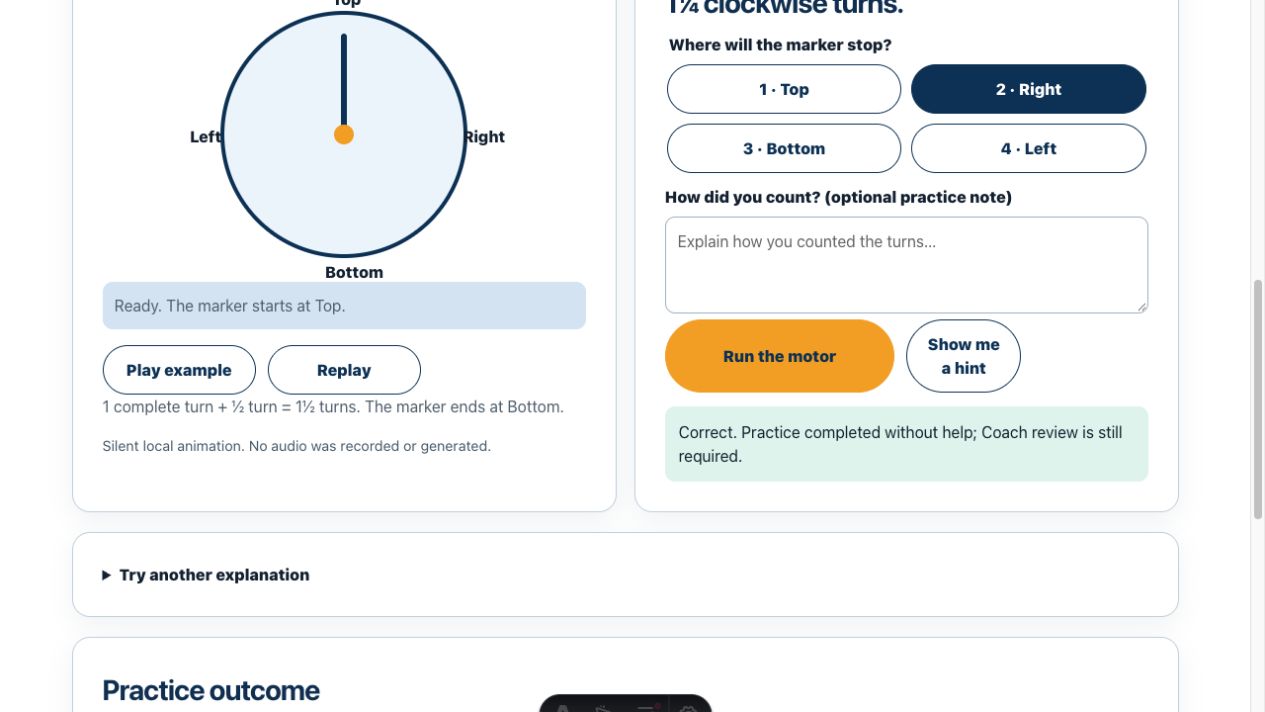 Top
Left
Right
Bottom
Ready. The marker starts at Top.
Play example
Replay
1 complete turn + ½ turn = 1½ turns. The marker ends at Bottom.
Silent local animation. No audio was recorded or generated.
1¼ clockwise turns.
Where will the marker stop?
1 · Top
2 · Right
3 · Bottom
4 · Left
How did you count? (optional practice note)
Explain how you counted the turns...
Run the motor
Show me
a hint
Correct. Practice completed without help; Coach review is still
required.
Try another explanation
Practice outcome